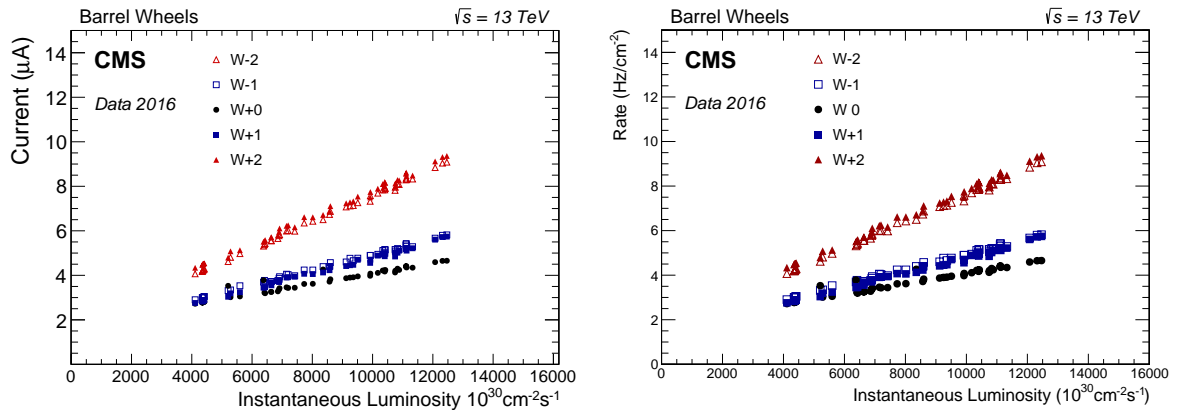 Barrel Wheels √s = 13 TeV
CMS
Data 2016
W-2
W-1
W+0
W+1
W+2
Current (μA)
14
12
10
8
6
4
2
0 2000 4000 6000 8000 10000 12000 14000 16000
Instantaneous Luminosity 10³⁰cm⁻²s⁻¹
Barrel Wheels √s = 13 TeV
CMS
Data 2016
W-2
W-1
W 0
W+1
W+2
Rate (Hz/cm⁻²)
14
12
10
8
6
4
2
0
0 2000 4000 6000 8000 10000 12000 14000 16000
Instantaneous Luminosity (10³⁰cm⁻²s⁻¹)